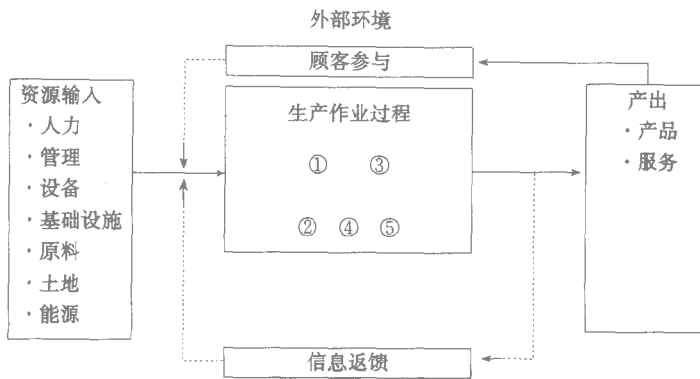 外部环境
顾客参与
资源输入
·人力
·管理
·设备
·基础设施
·原料
·土地
·能源
生产作业过程
① ③
② ④ ⑤
产出
·产品
·服务
信息返馈